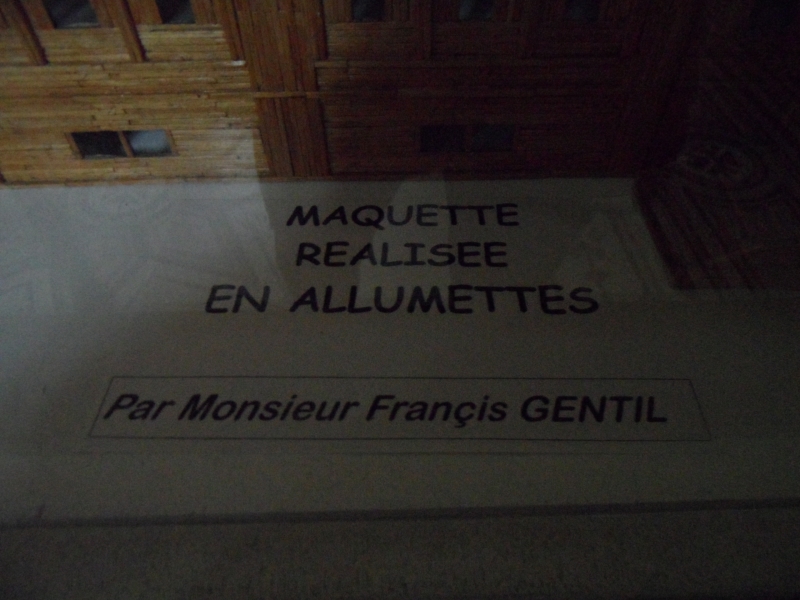 MAQUETTE
REALISEE
EN ALLUMETTES
Par Monsieur Françis GENTIL